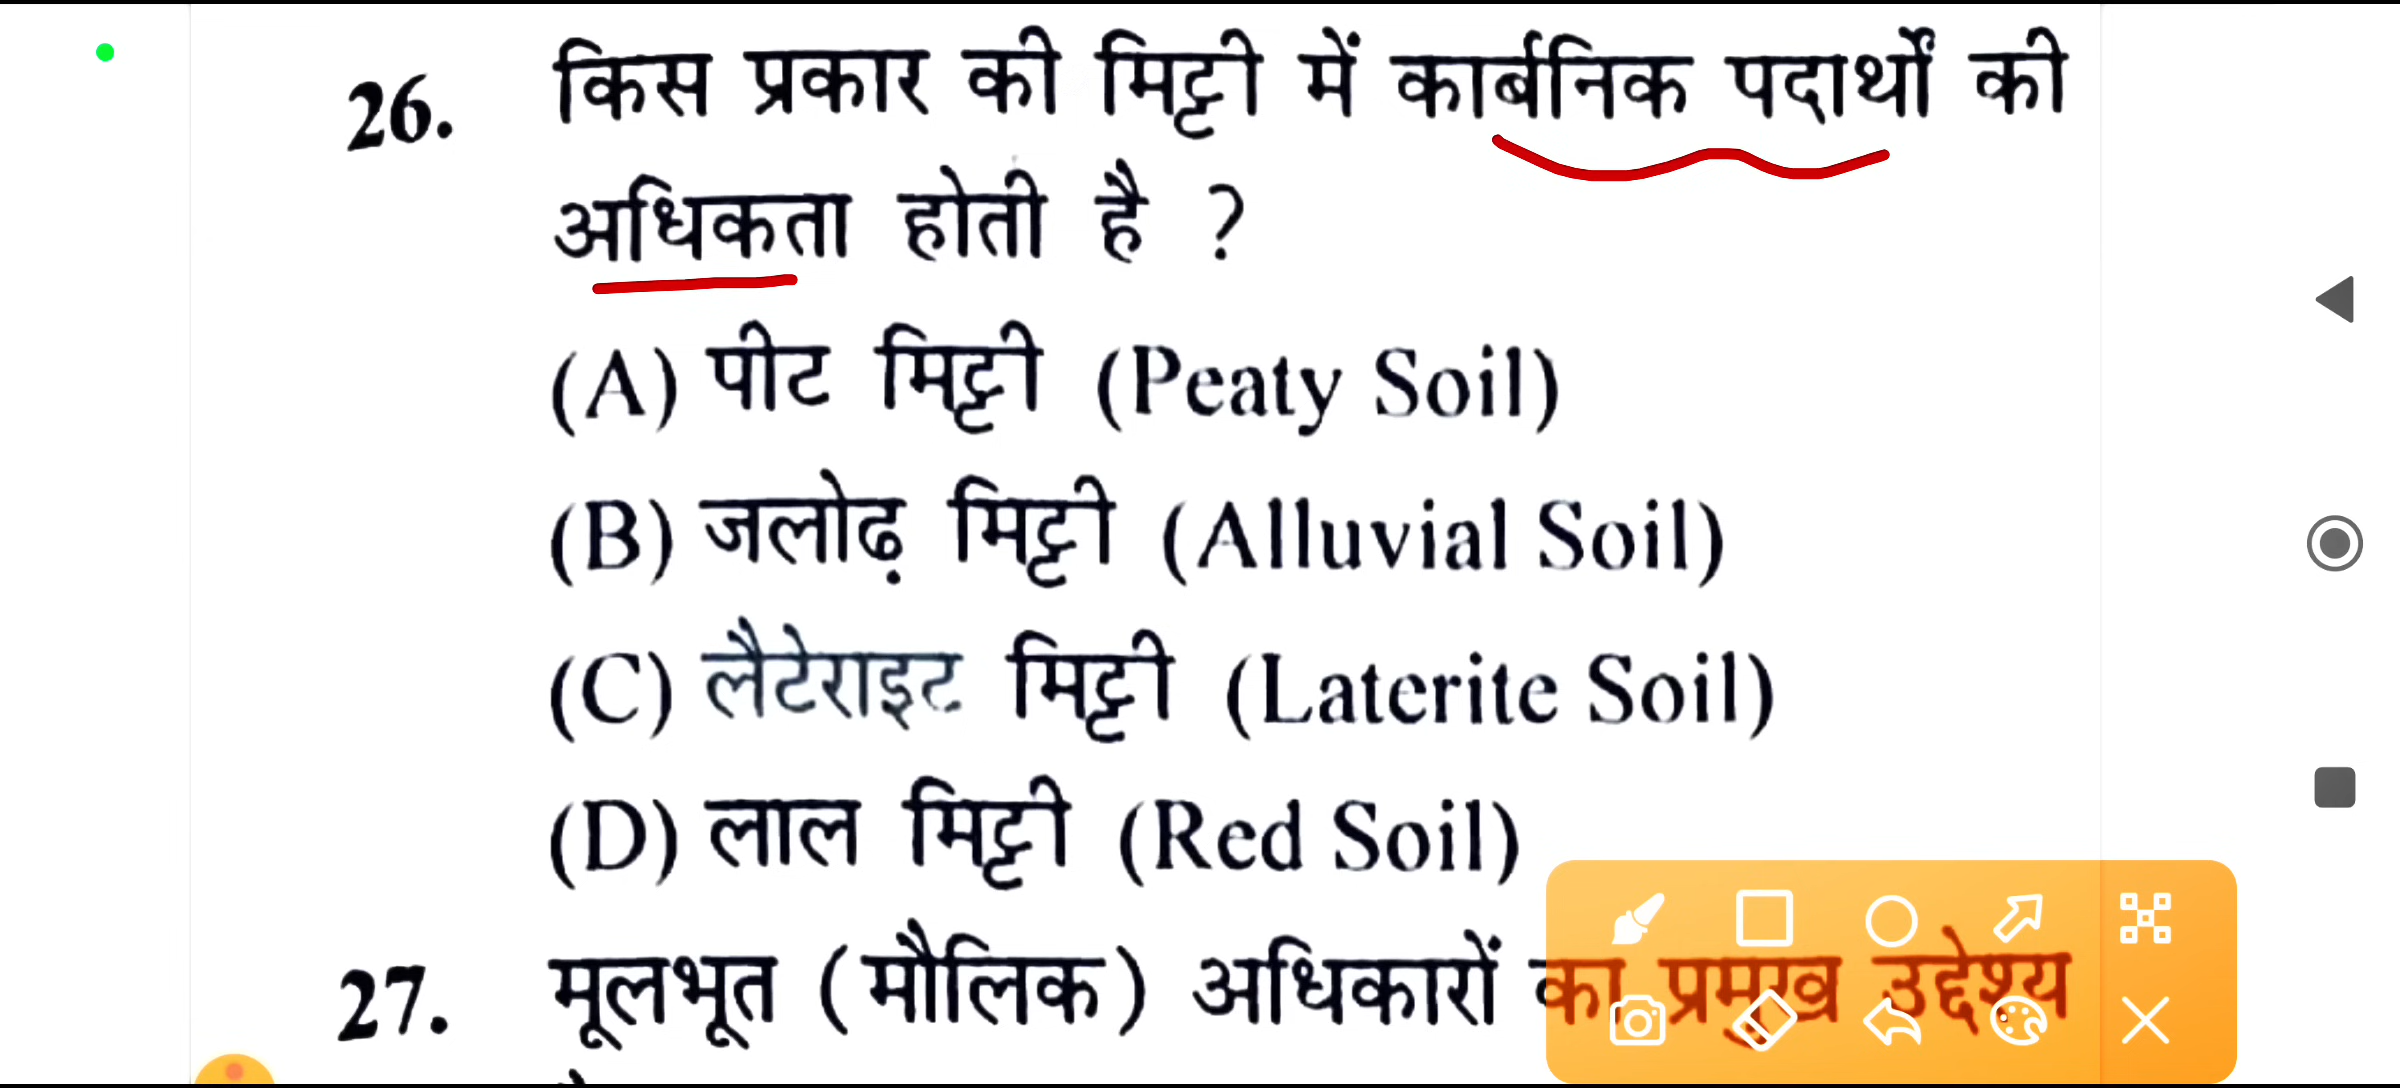 26. किस प्रकार की मिट्टी में कार्बनिक पदार्थों की
अधिकता होती है ?
(A) पीट मिट्टी (Peaty Soil)
(B) जलोढ़ मिट्टी (Alluvial Soil)
(C) लैटेराइट मिट्टी (Laterite Soil)
(D) लाल मिट्टी (Red Soil)
27. मूलभूत (मौलिक) अधिकारों का प्रमुख उद्देश्य